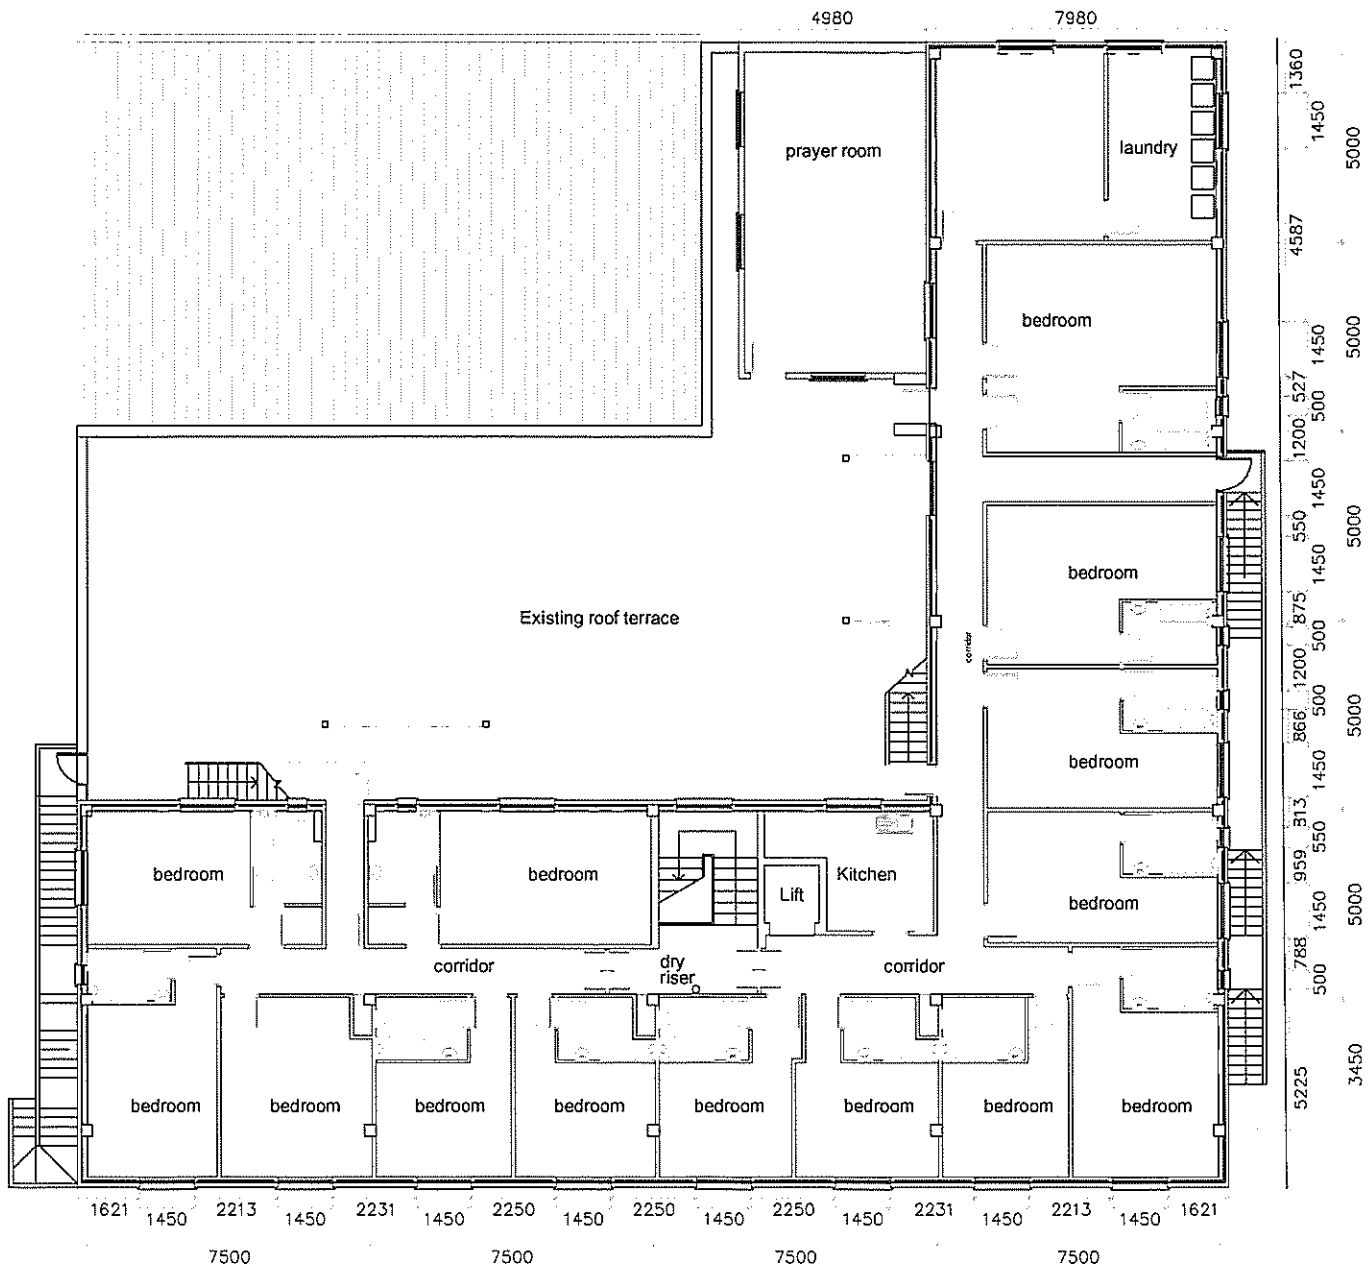 4980
7980
1360
1450
5000
prayer room
laundry
4587
bedroom
1450
5000
527
500
1200
1450
550
5000
bedroom
1450
Existing roof terrace
875
500
corridor
1200
500
5000
866
bedroom
1450
313
550
bedroom
bedroom
Kitchen
959
Lift
bedroom
1450
5000
corridor
dry
riser
corridor
788
500
3450
5225
bedroom
bedroom
bedroom
bedroom
bedroom
bedroom
bedroom
bedroom
1621
1450
2213
1450
2231
1450
2250
1450
2250
1450
2250
1450
2231
1450
2213
1450
1621
7500
7500
7500
7500